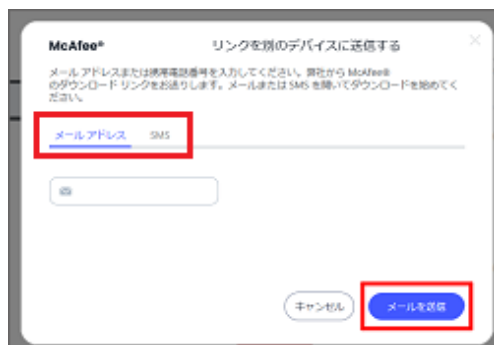 McAfee®
リンクを別のデバイスに送信する
メール アドレスまたは携帯電話番号を入力してください。弊社から McAfee®
のダウンロード リンクをお送りします。メールまたは SMS を開いてダウンロードを始めてく
ださい。
メール アドレス SMS
キャンセル メールを送信